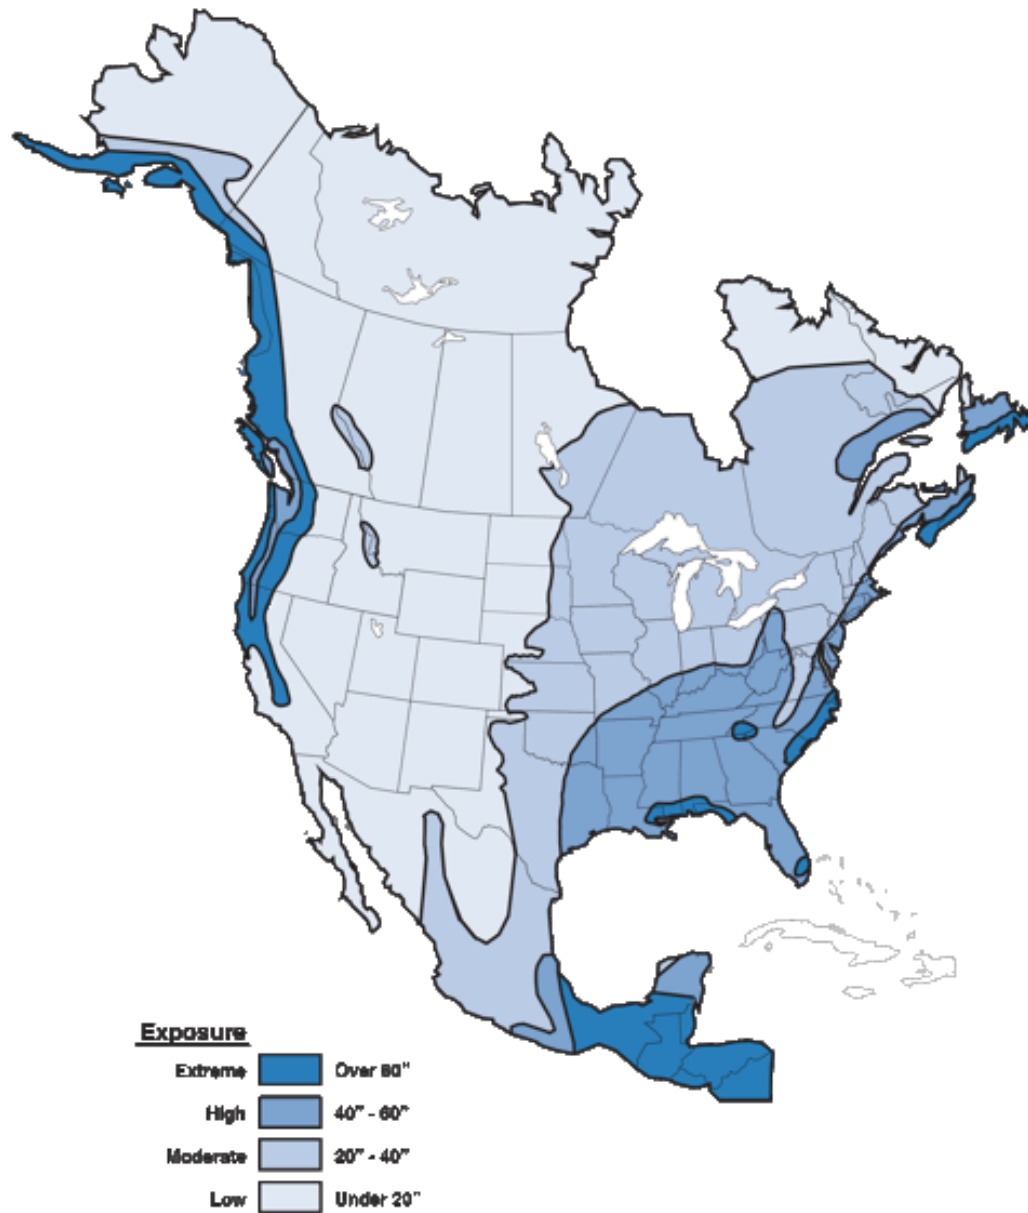 Exposure
Extreme Over 60"
High 40" - 60"
Moderate 20" - 40"
Low Under 20"